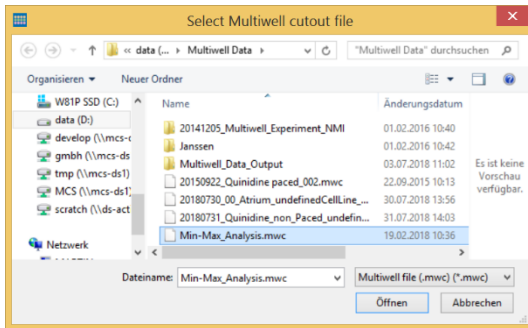 Select Multiwell cutout file
« data (... ▸ Multiwell Data ▸
"Multiwell Data" durchsuchen
Organisieren
Neuer Ordner
W81P SSD (C:)
data (D:)
develop (\\mcs-c
gmbh (\\mcs-ds
tmp (\\mcs-ds1)
MCS (\\mcs-ds1)
scratch (\\ds-act
Netzwerk
Name Änderungsdatum
20141205_Multiwell_Experiment_NMI 01.02.2016 10:40
Janssen 01.02.2016 10:42
Multiwell_Data_Output 03.07.2018 11:02
20150922_Quinidine paced_002.mwc 22.09.2015 10:13
20180730_00_Atrium_undefinedCellLine_... 30.07.2018 13:56
20180731_Quinidine_non_Paced_undefin... 31.07.2018 14:03
Min-Max_Analysis.mwc 19.02.2018 10:36
Es ist keine
Vorschau
verfügbar.
Dateiname: Min-Max_Analysis.mwc
Multiwell file (.mwc) (*.mwc)
Öffnen
Abbrechen